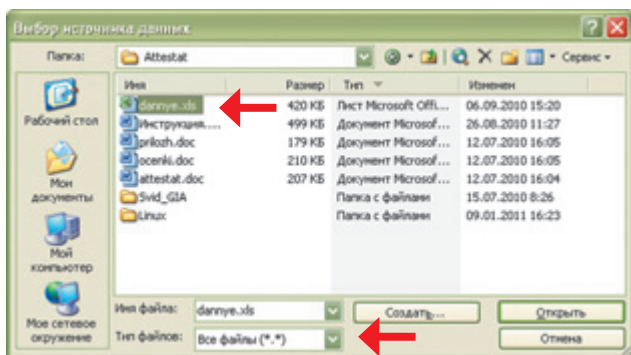 Выбор источника данных
Папка: Attestat Сервис
Имя Размер Тип Изменен
dannye.xls 420 КБ Лист Microsoft Offi... 06.09.2010 15:20
Инструкция.... 499 КБ Документ Microsof... 26.08.2010 11:27
prilozh.doc 179 КБ Документ Microsof... 12.07.2010 16:05
ocenki.doc 210 КБ Документ Microsof... 12.07.2010 16:05
attestat.doc 207 КБ Документ Microsof... 12.07.2010 16:04
Svid_GIA Папка с файлами 15.07.2010 8:26
Linux Папка с файлами 09.01.2011 16:23
Рабочий стол
Мои
документы
Мой
компьютер
Мое сетевое
окружение
Имя файла: dannye.xls Создать... Открыть
Тип файлов: Все файлы (*.*) Отмена